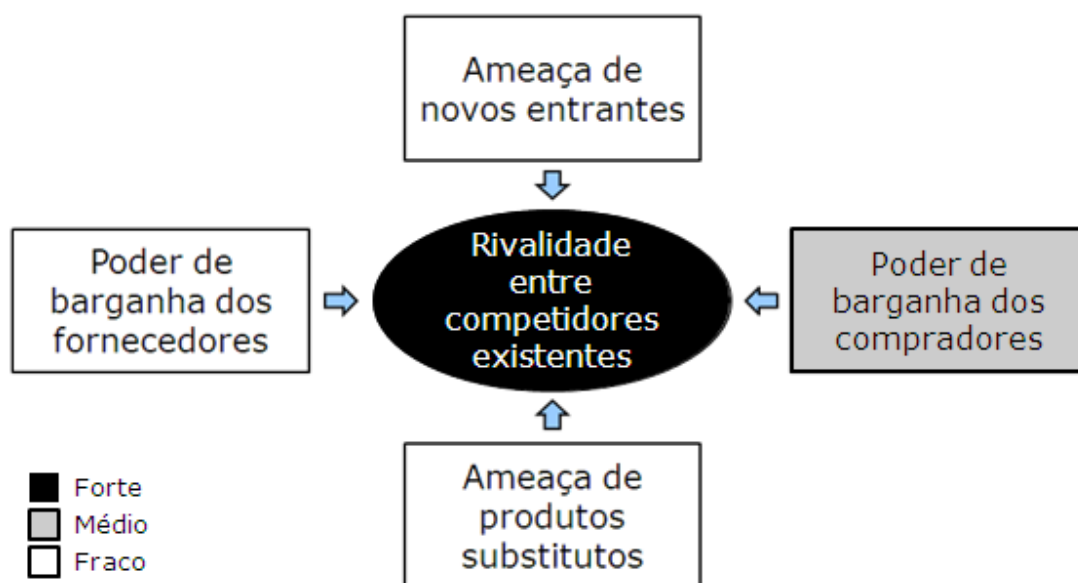 Ameaça de
novos entrantes
Poder de
barganha dos
fornecedores
Rivalidade
entre
competidores
existentes
Poder de
barganha dos
compradores
Ameaça de
produtos
substitutos
Forte
Médio
Fraco